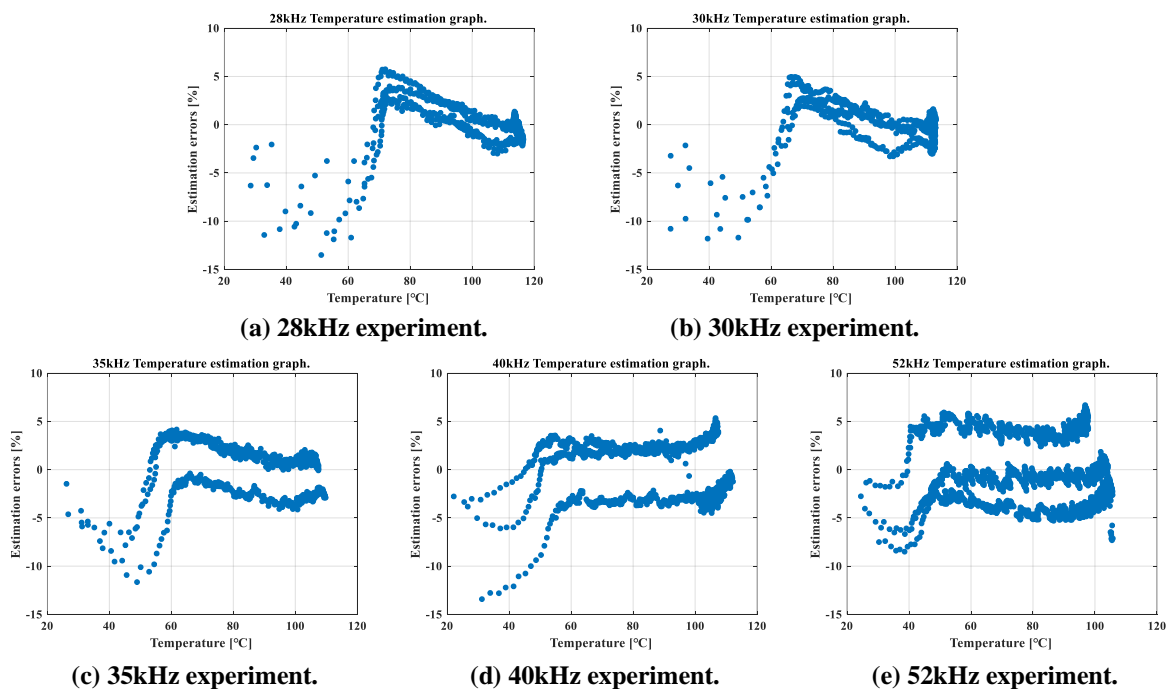 28kHz Temperature estimation graph.
Estimation errors [%]
10
5
0
-5
-10
-15
20 40 60 80 100 120
Temperature [°C]
(a) 28kHz experiment.
30kHz Temperature estimation graph.
Estimation errors [%]
10
5
0
-5
-10
-15
20 40 60 80 100 120
Temperature [°C]
(b) 30kHz experiment.
35kHz Temperature estimation graph.
Estimation errors [%]
10
5
0
-5
-10
-15
20 40 60 80 100 120
Temperature [°C]
(c) 35kHz experiment.
40kHz Temperature estimation graph.
Estimation errors [%]
10
5
0
-5
-10
-15
20 40 60 80 100 120
Temperature [°C]
(d) 40kHz experiment.
52kHz Temperature estimation graph.
Estimation errors [%]
10
5
0
-5
-10
-15
20 40 60 80 100 120
Temperature [°C]
(e) 52kHz experiment.